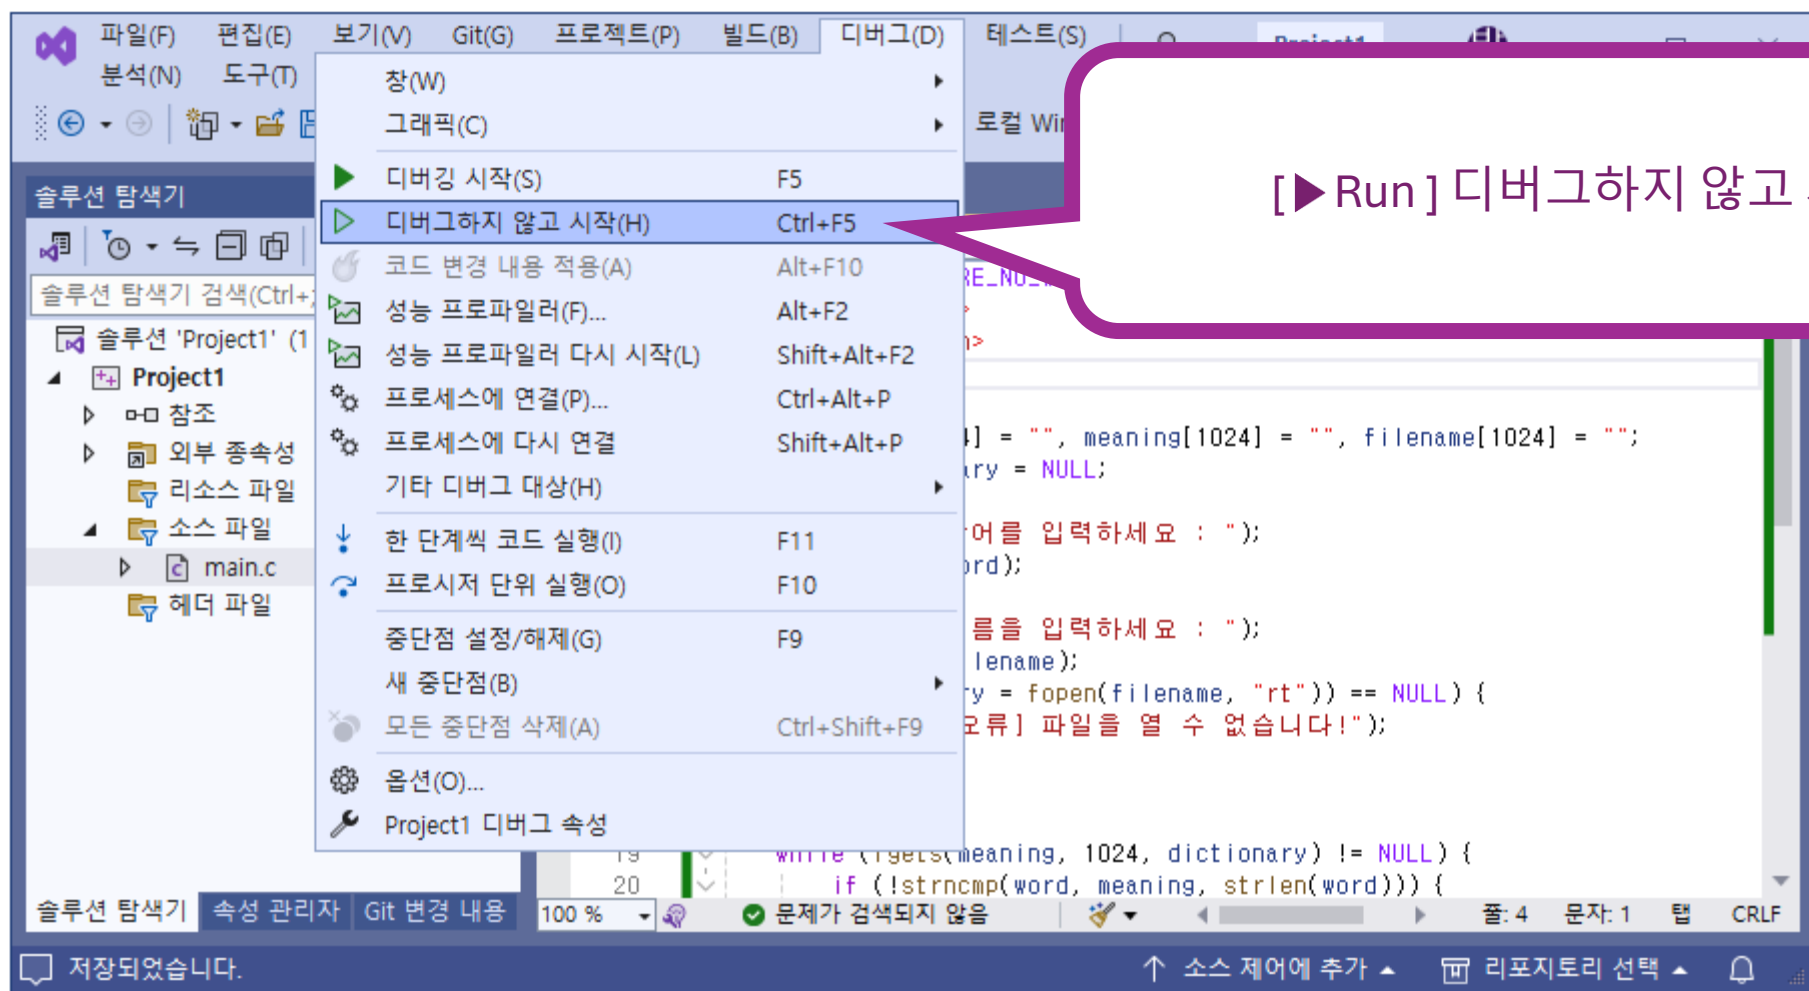 파일(F) 편집(E) 보기(V) Git(G) 프로젝트(P) 빌드(B) 디버그(D) 테스트(S)
분석(N) 도구(T)
로컬
창(W)
그래픽(C)
디버깅 시작(S) F5
디버그하지 않고 시작(H) Ctrl+F5
코드 변경 내용 적용(A) Alt+F10
성능 프로파일러(F)... Alt+F2
성능 프로파일러 다시 시작(L) Shift+Alt+F2
프로세스에 연결(P)... Ctrl+Alt+P
프로세스에 다시 연결 Shift+Alt+P
기타 디버그 대상(H)
한 단계씩 코드 실행(I) F11
프로시저 단위 실행(O) F10
중단점 설정/해제(G) F9
새 중단점(B)
모든 중단점 삭제(A) Ctrl+Shift+F9
옵션(O)...
Project1 디버그 속성
[▶Run ] 디버그하지 않고
솔루션 탐색기
솔루션 탐색기 검색(Ctrl+;
솔루션 'Project1' (1
Project1
참조
외부 종속성
리소스 파일
소스 파일
main.c
헤더 파일
] = "", meaning[1024] = "", filename[1024] = "";
= NULL;
어를 입력하세요 : ");
);
름을 입력하세요 : ");
);
= fopen(filename, "rt")) == NULL) {
] 파일을 열 수 없습니다!");
19 while (fgets(meaning, 1024, dictionary) != NULL) {
20 if (!strncmp(word, meaning, strlen(word))) {
솔루션 탐색기 속성 관리자 Git 변경 내용
100 % 문제가 검색되지 않음 줄: 4 문자: 1 탭 CRLF
저장되었습니다. 소스 제어에 추가 리포지토리 선택